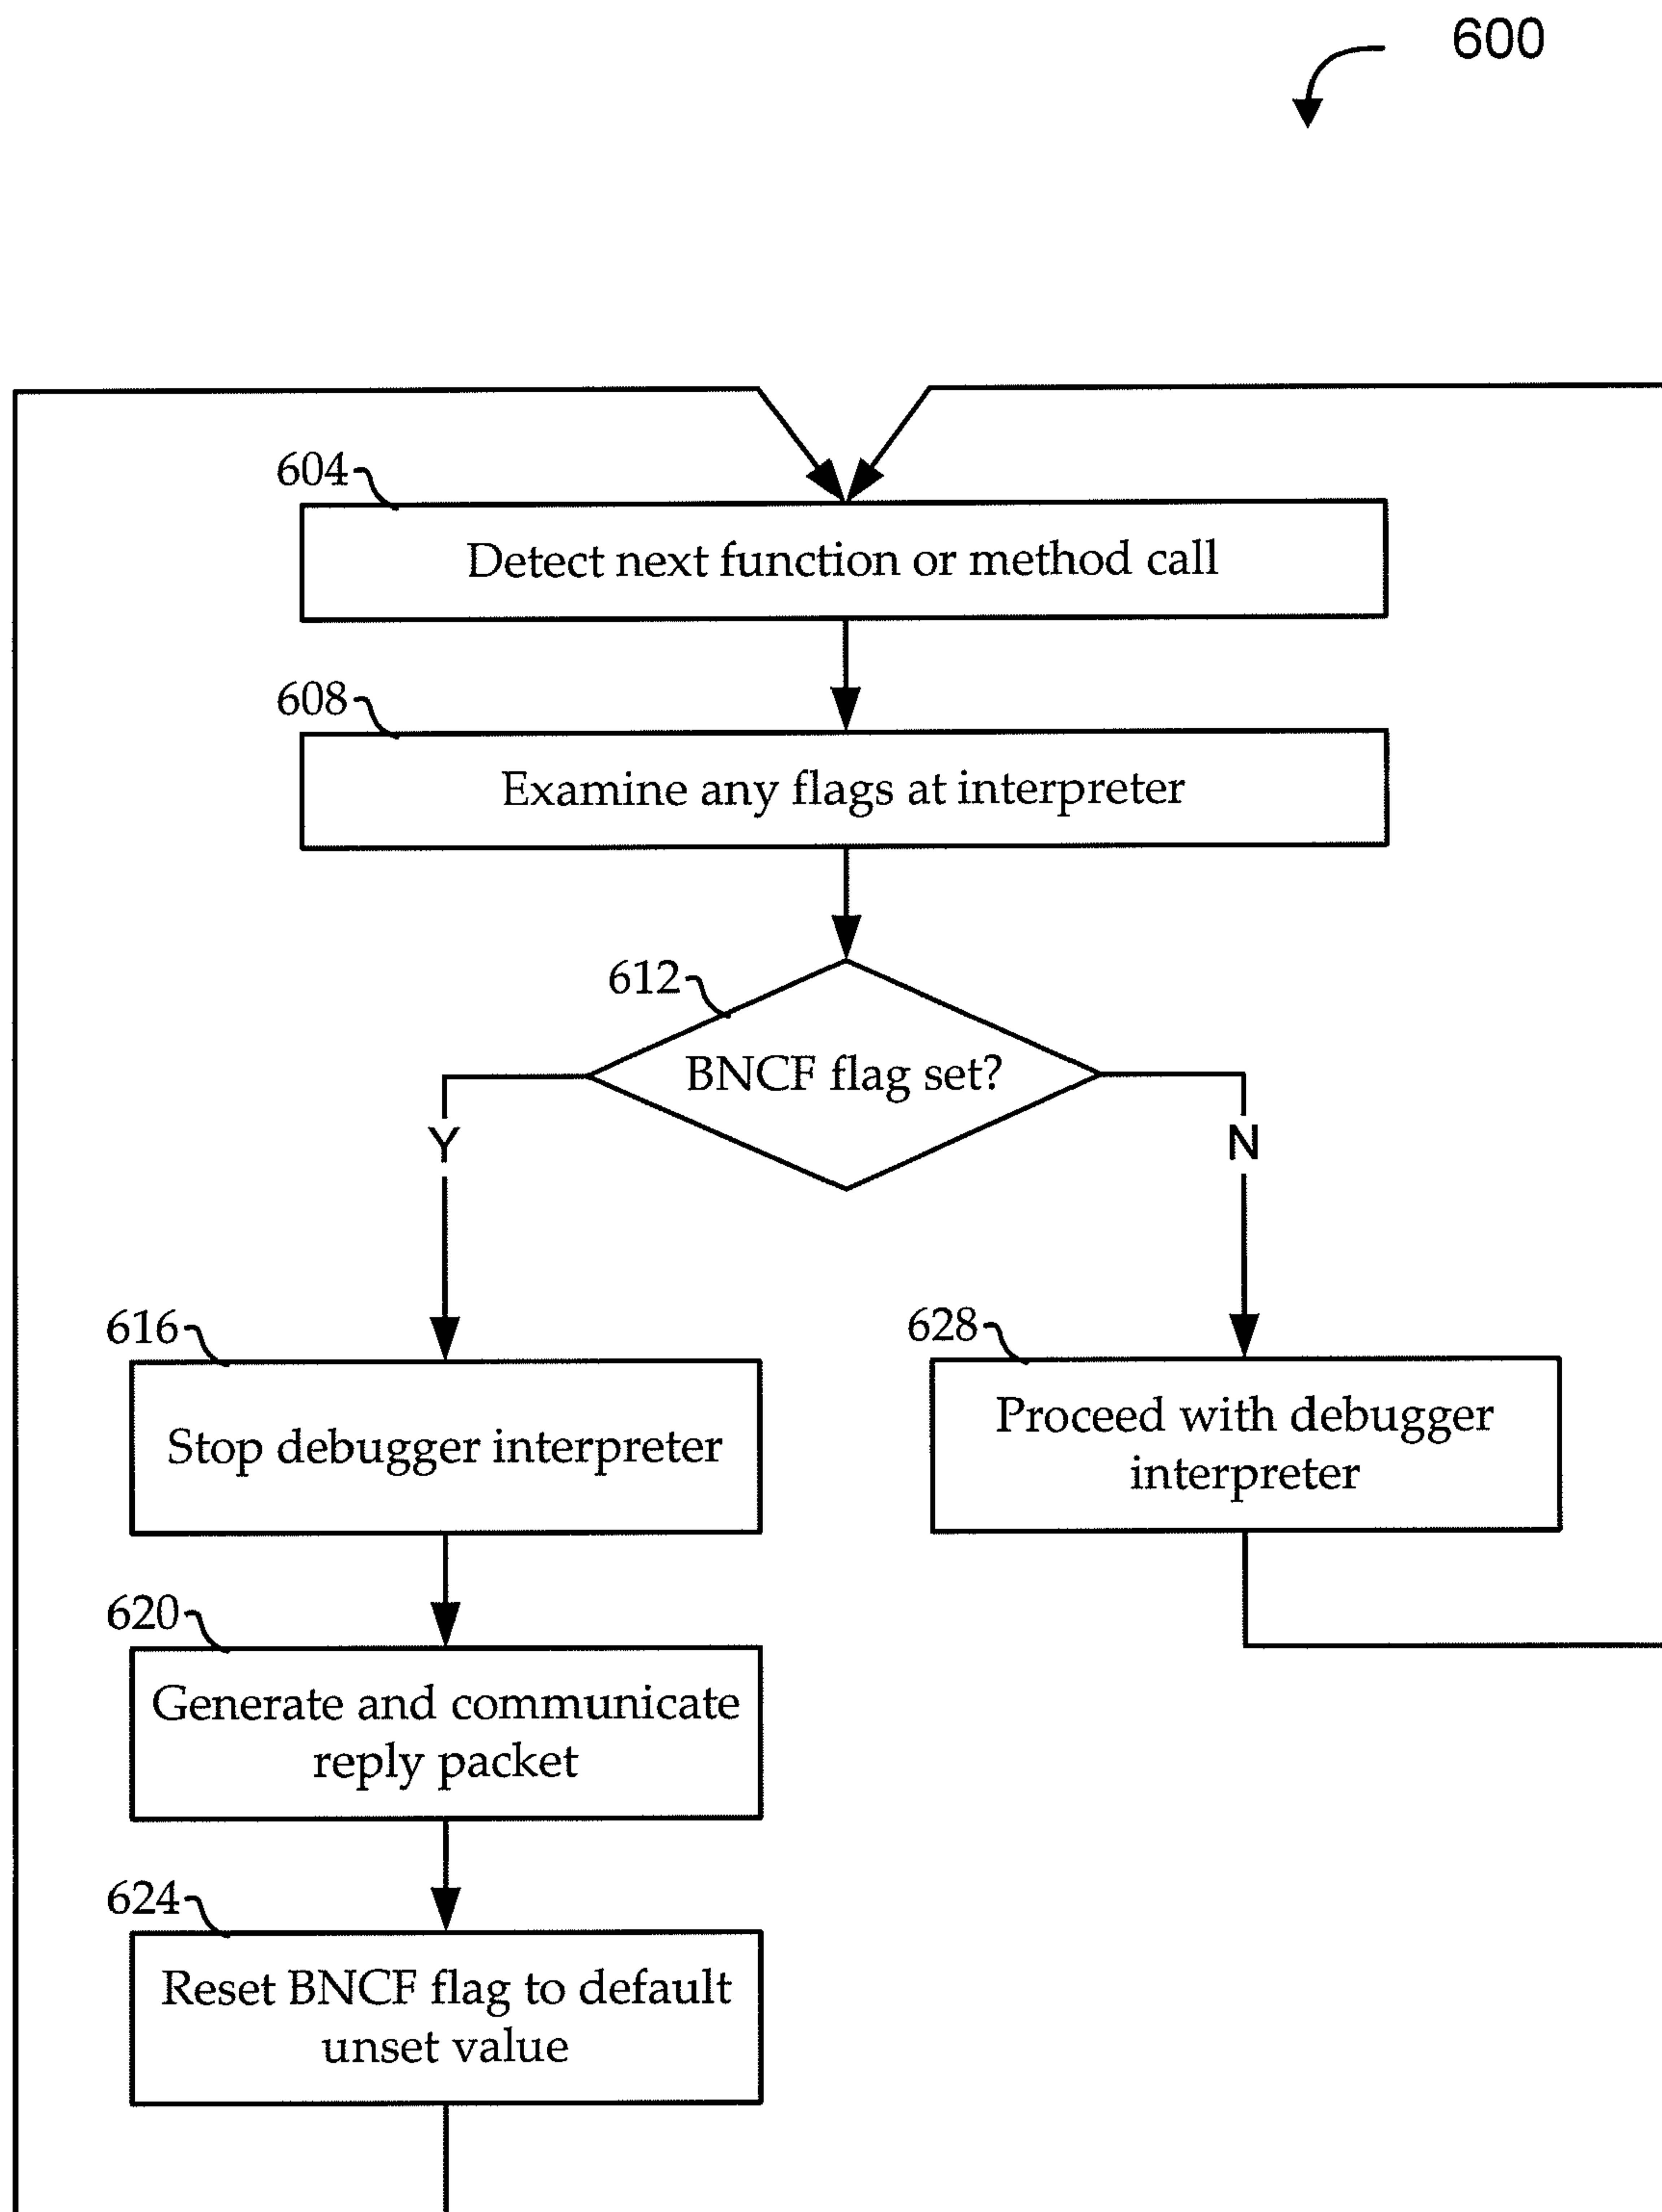 600
604
Detect next function or method call
608
Examine any flags at interpreter
612
BNCF flag set?
Y
N
616
Stop debugger interpreter
628
Proceed with debugger
interpreter
620
Generate and communicate
reply packet
624
Reset BNCF flag to default
unset value